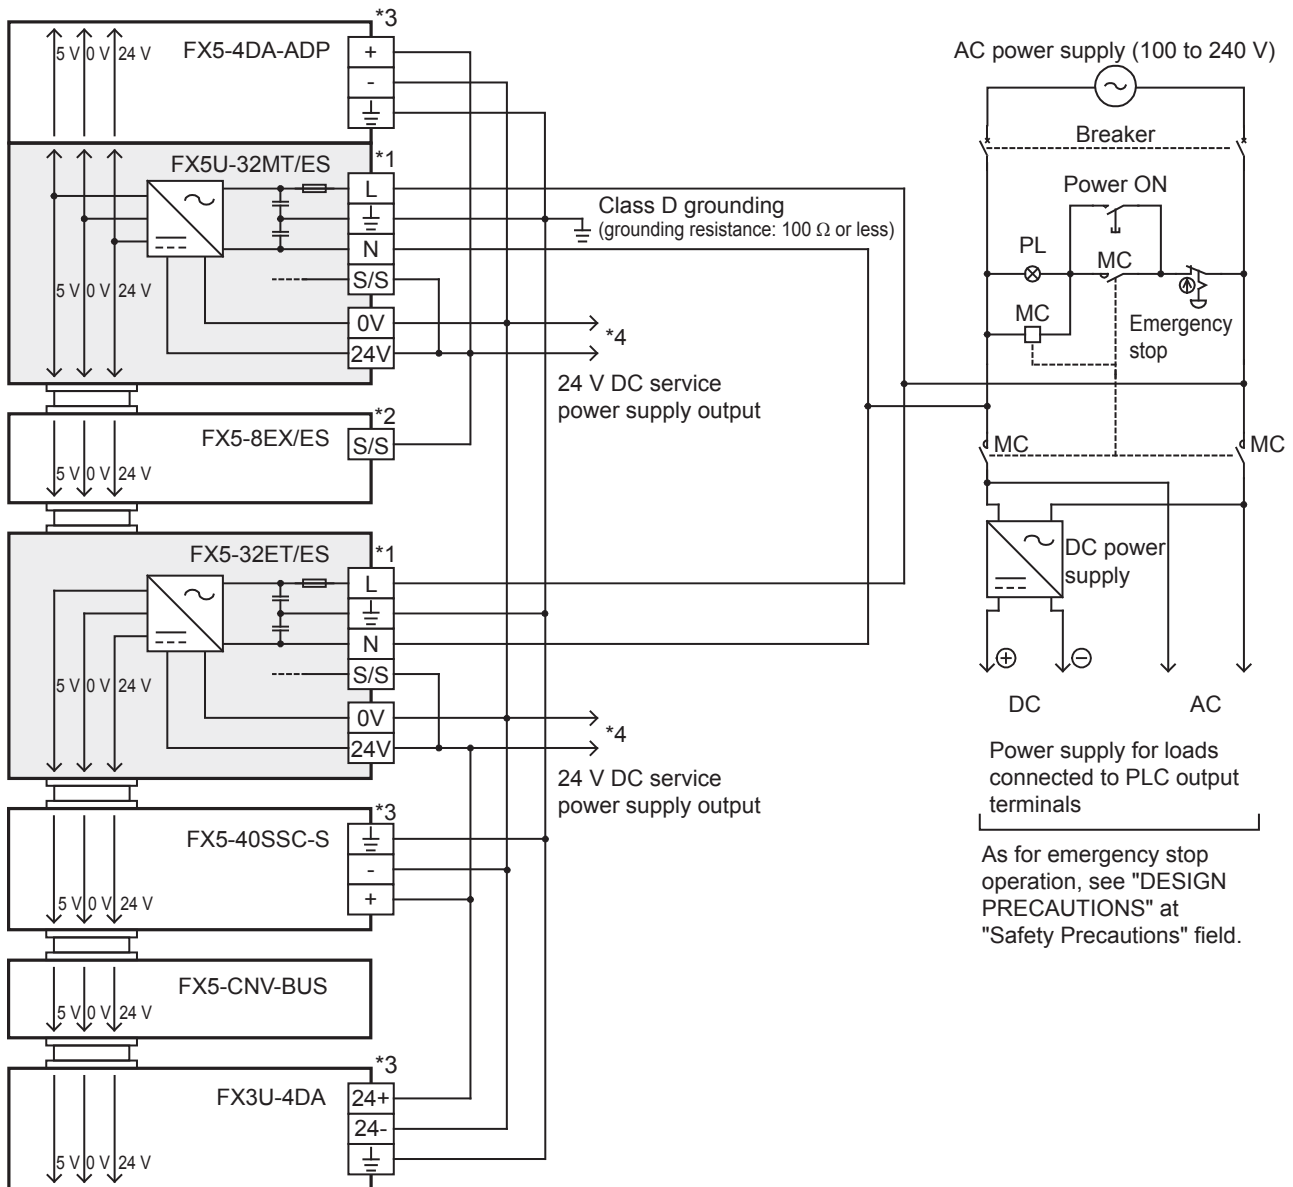 *3
5 V 0 V 24 V
FX5-4DA-ADP
+
-
FX5U-32MT/ES
*1
L
N
S/S
5 V 0 V 24 V
0V
24V
*4
24 V DC service
power supply output
Class D grounding
(grounding resistance: 100 Ω or less)
*2
FX5-8EX/ES
S/S
5 V 0 V 24 V
FX5-32ET/ES
*1
L
N
S/S
5 V 0 V 24 V
0V
24V
*4
24 V DC service
power supply output
*3
FX5-40SSC-S
-
+
5 V 0 V 24 V
FX5-CNV-BUS
5 V 0 V 24 V
*3
FX3U-4DA
24+
24-
5 V 0 V 24 V
AC power supply (100 to 240 V)
Breaker
Power ON
PL
MC
MC
Emergency
stop
MC
MC
DC power
supply
+
-
DC
AC
Power supply for loads
connected to PLC output
terminals
As for emergency stop
operation, see "DESIGN
PRECAUTIONS" at
"Safety Precautions" field.